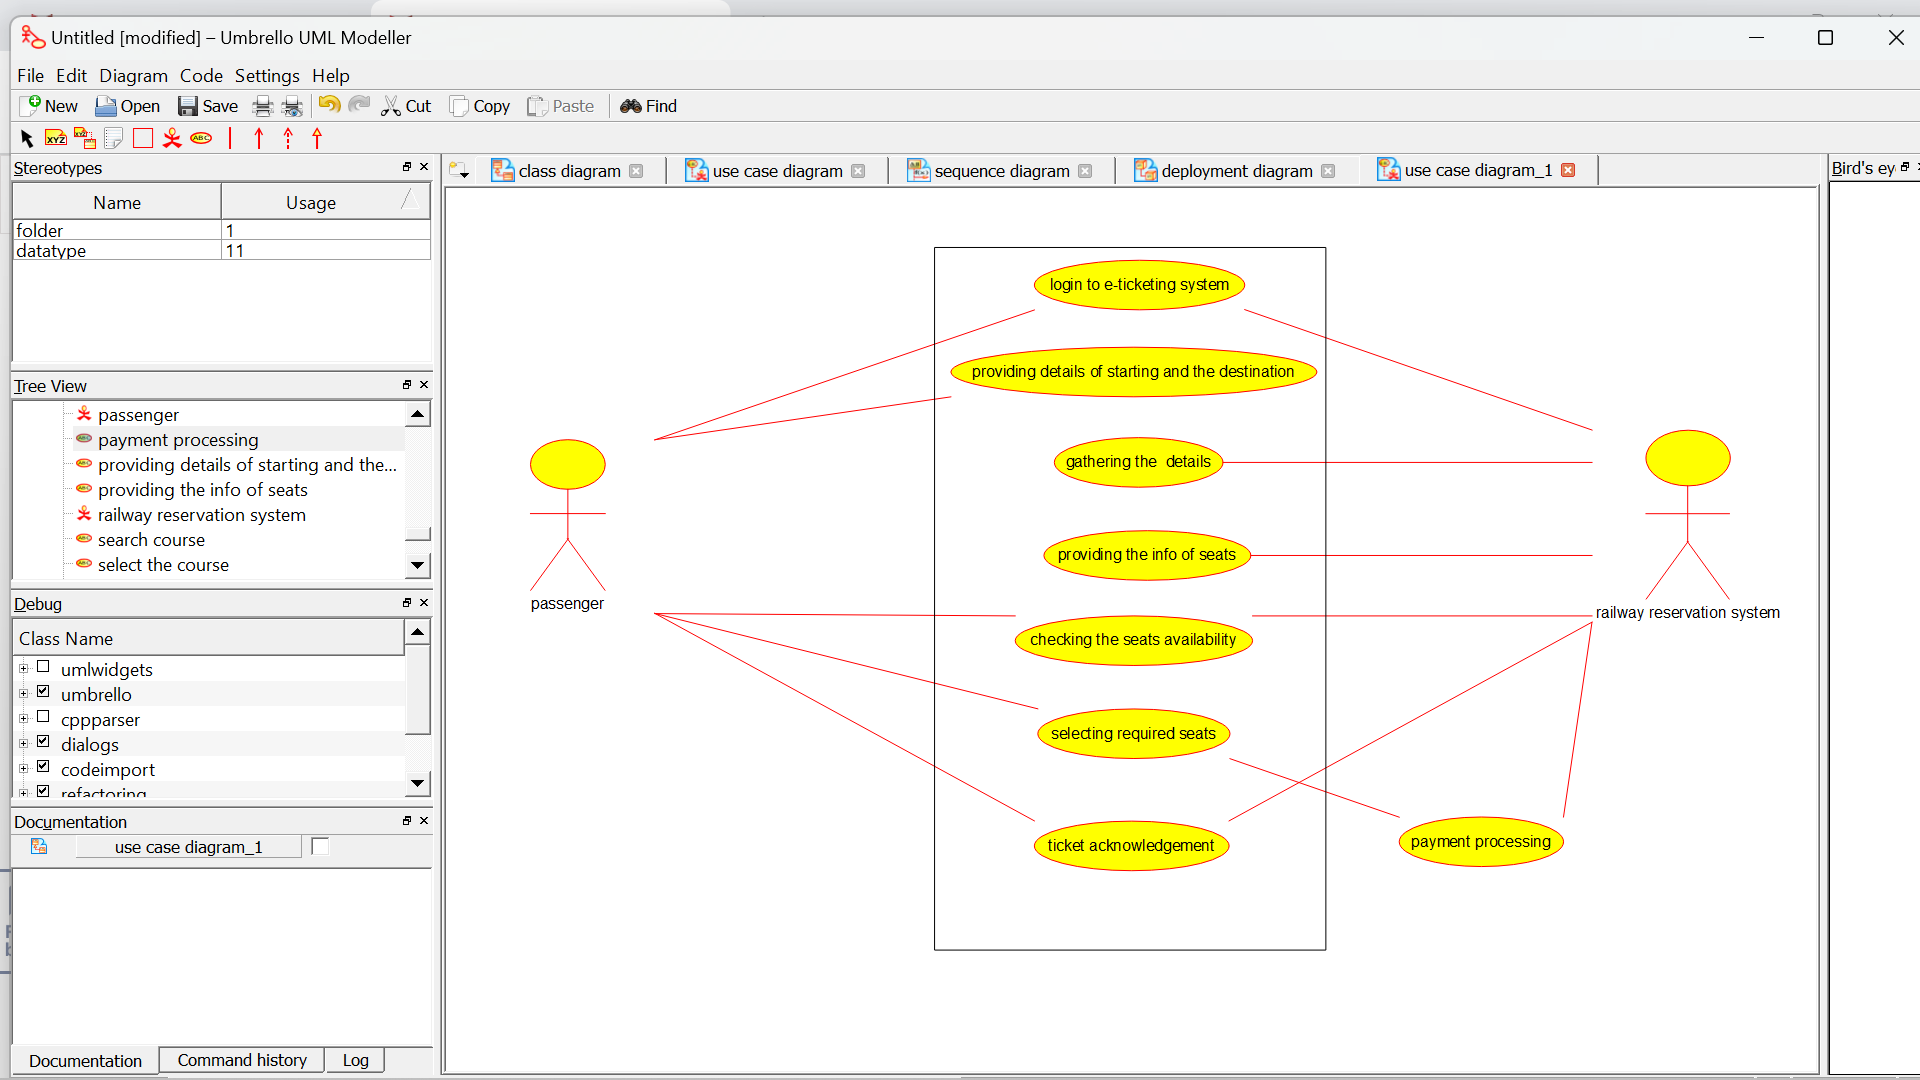 Untitled [modified] – Umbrello UML Modeller
File Edit Diagram Code Settings Help
New Open Save Cut Copy Paste Find
Stereotypes
Name Usage
folder 1
datatype 11
Tree View
passenger
payment processing
providing details of starting and the...
providing the info of seats
railway reservation system
search course
select the course
Debug
Class Name
umlwidgets
umbrello
cppparser
dialogs
codeimport
refactoring
Documentation
use case diagram_1
Documentation Command history Log
class diagram use case diagram sequence diagram deployment diagram use case diagram_1
Bird's ey
login to e-ticketing system
providing details of starting and the destination
gathering the  details
providing the info of seats
checking the seats availability
selecting required seats
ticket acknowledgement
payment processing
passenger
railway reservation system